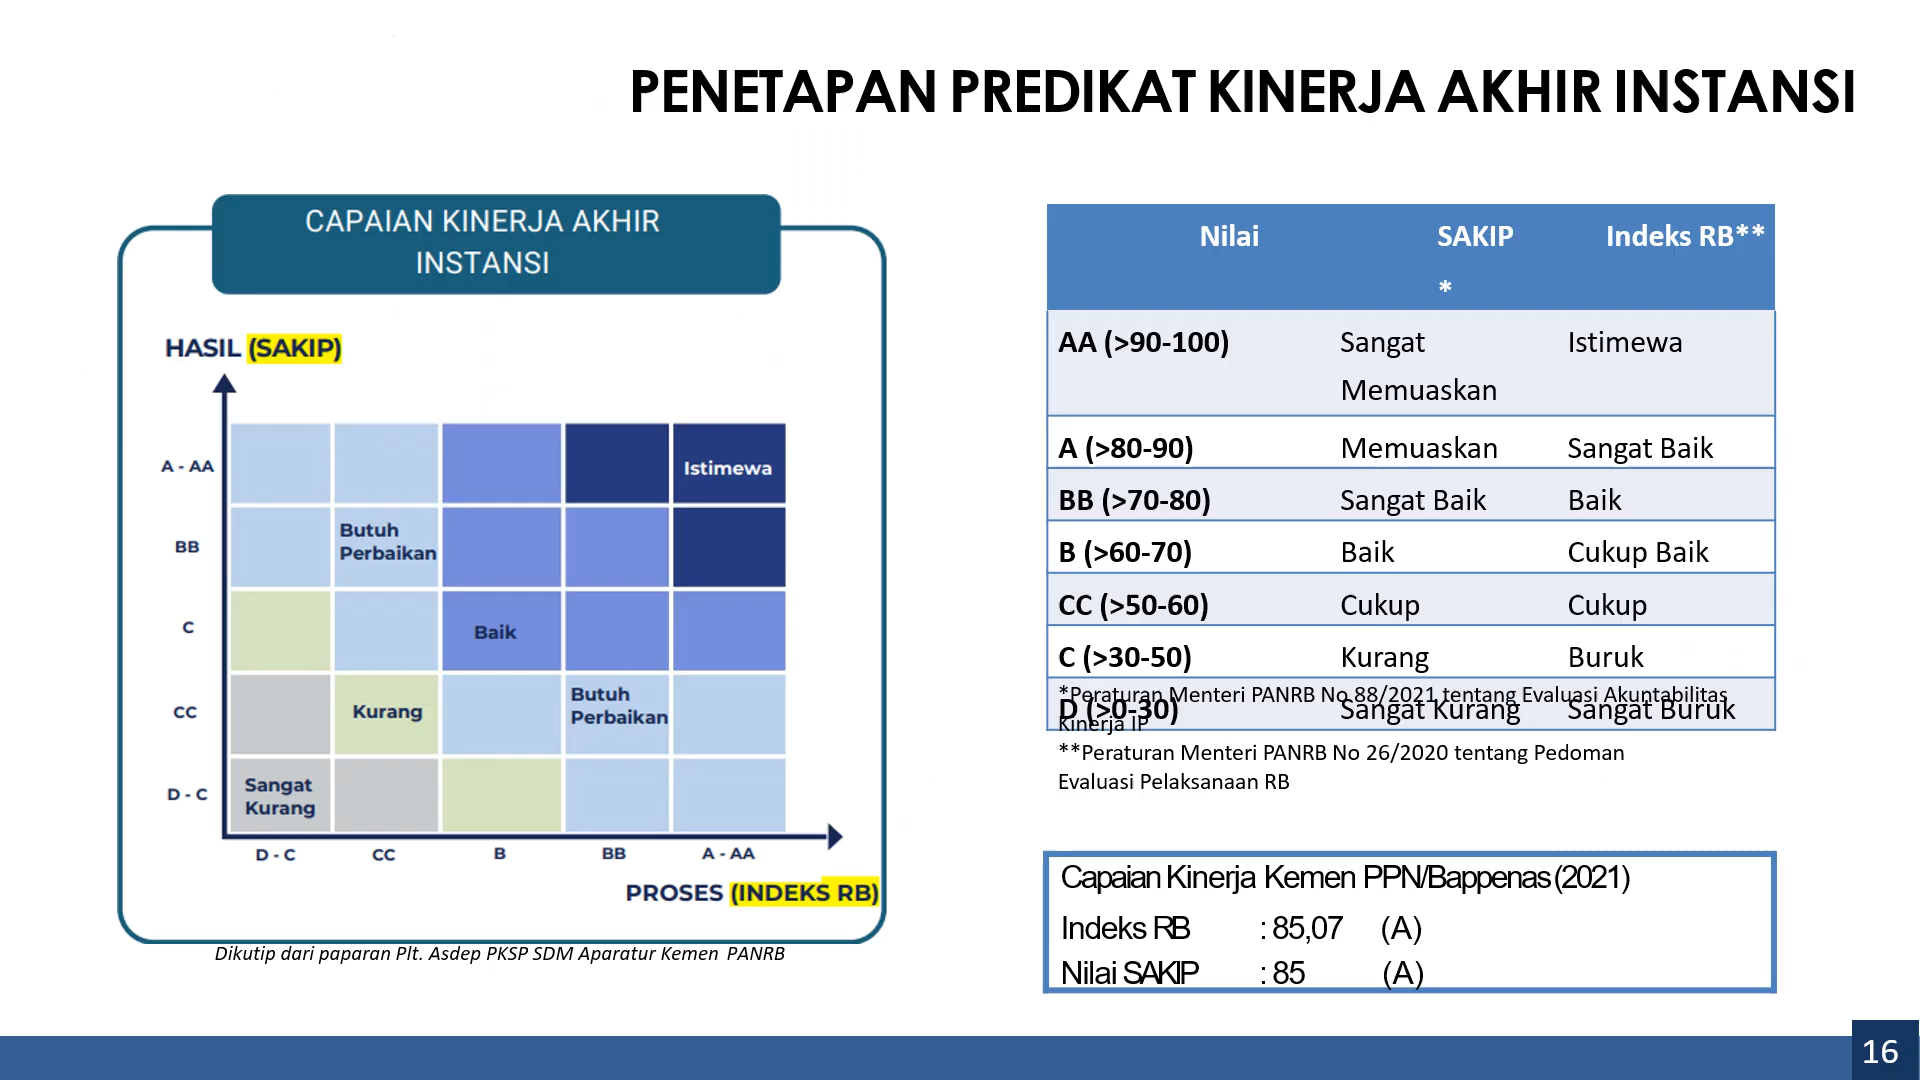 PENETAPAN PREDIKAT KINERJA AKHIR INSTANSI
CAPAIAN KINERJA AKHIR
INSTANSI
HASIL (SAKIP)
A - AA
Istimewa
BB
Butuh
Perbaikan
C
Baik
CC
Kurang
Butuh
Perbaikan
D - C
Sangat
Kurang
D - C CC B BB A - AA
PROSES (INDEKS RB)
Dikutip dari paparan Plt. Asdep PKSP SDM Aparatur Kemen PANRB
Nilai SAKIP Indeks RB**
*
AA (>90-100) Sangat Istimewa
Memuaskan
A (>80-90) Memuaskan Sangat Baik
BB (>70-80) Sangat Baik Baik
B (>60-70) Baik Cukup Baik
CC (>50-60) Cukup Cukup
C (>30-50) Kurang Buruk
D (>0-30) Sangat Kurang Sangat Buruk
*Peraturan Menteri PANRB No 88/2021 tentang Evaluasi Akuntabilitas
Kinerja IP
**Peraturan Menteri PANRB No 26/2020 tentang Pedoman
Evaluasi Pelaksanaan RB
Capaian Kinerja Kemen PPN/Bappenas (2021)
Indeks RB : 85,07 (A)
Nilai SAKIP : 85 (A)
16